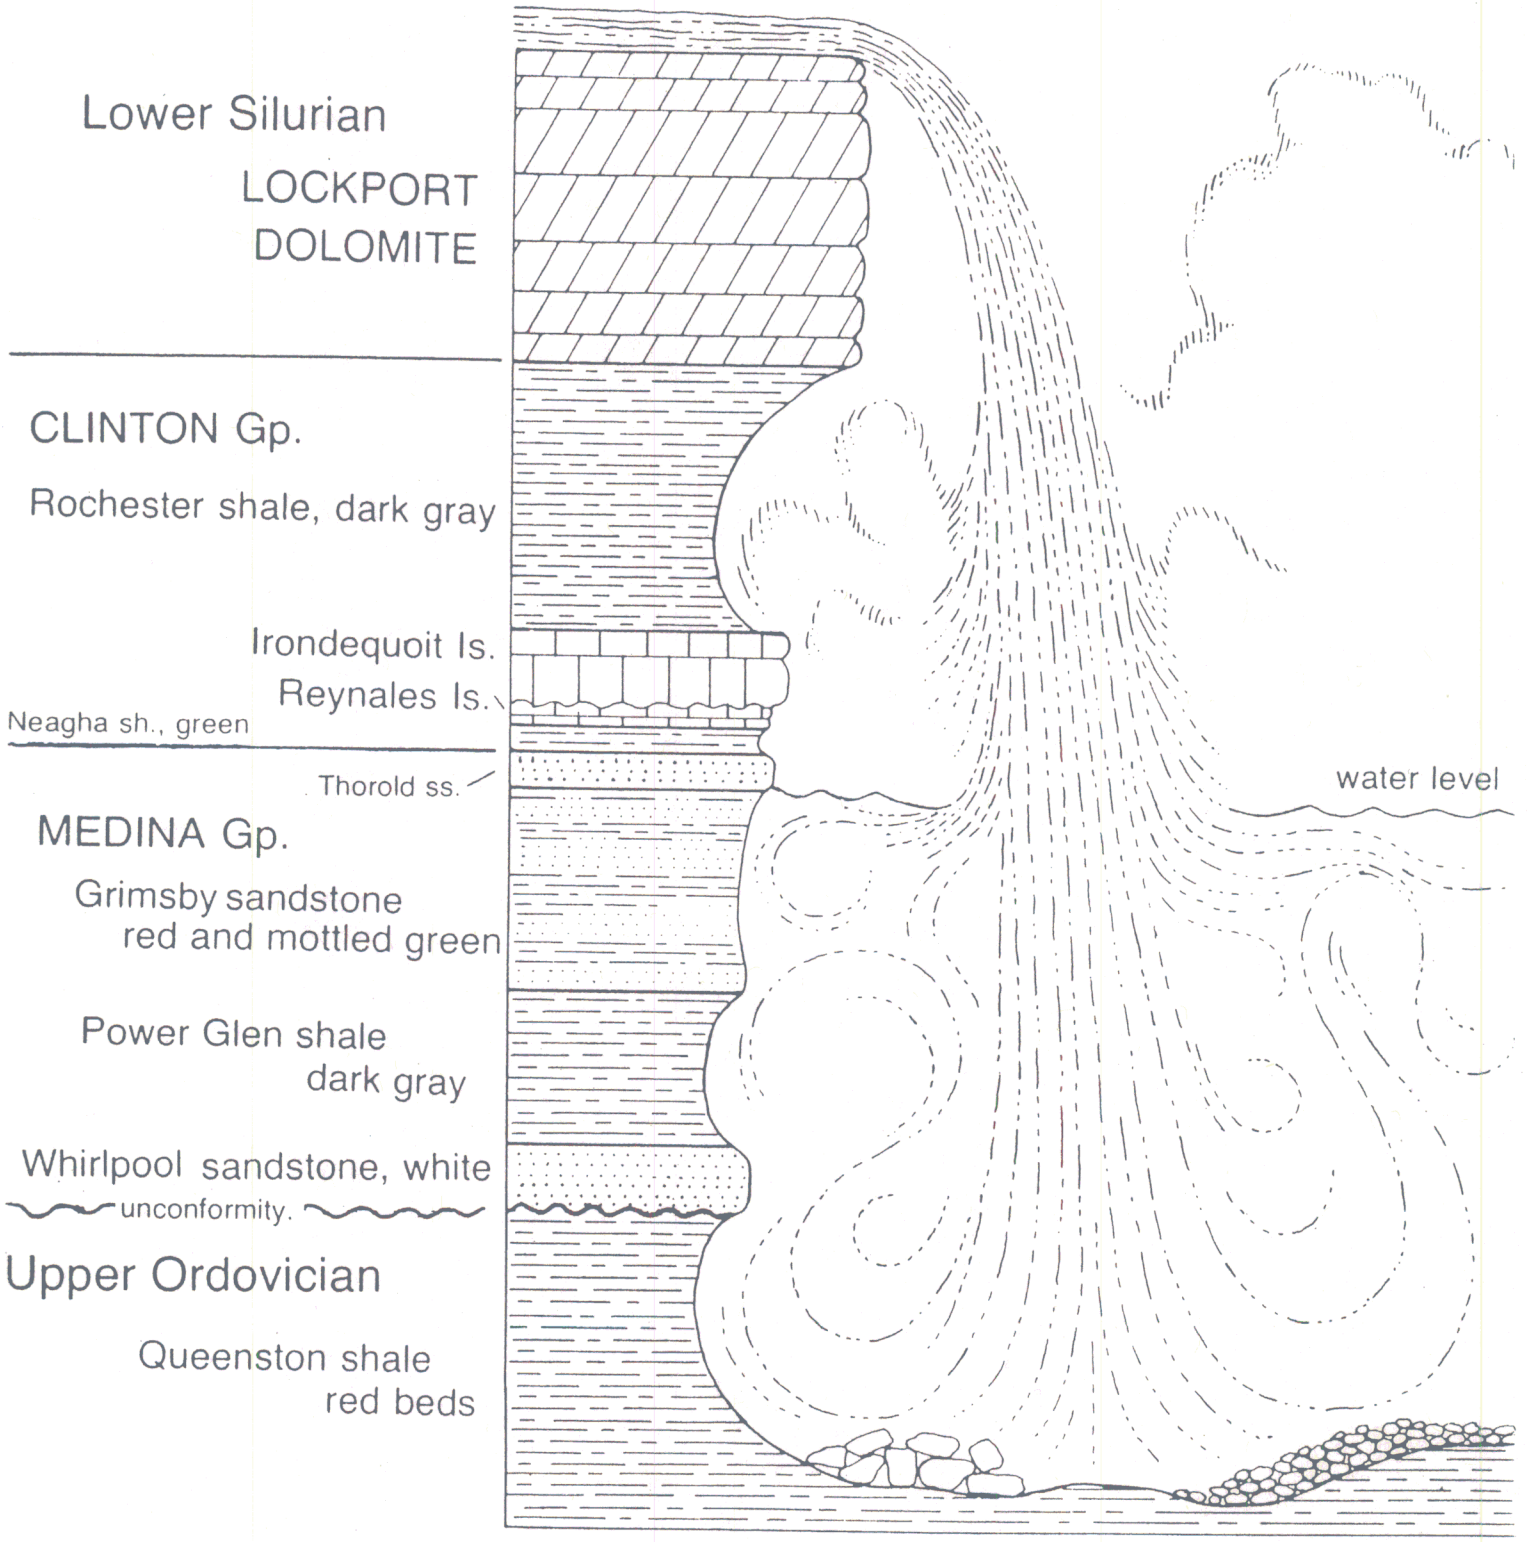 Lower Silurian
LOCKPORT
DOLOMITE
CLINTON Gp.
Rochester shale, dark gray
Irondequoit ls.
Reynales ls.
Neagha sh., green
Thorold ss.
water level
MEDINA Gp.
Grimsby sandstone
red and mottled green
Power Glen shale
dark gray
Whirlpool sandstone, white
unconformity.
Upper Ordovician
Queenston shale
red beds